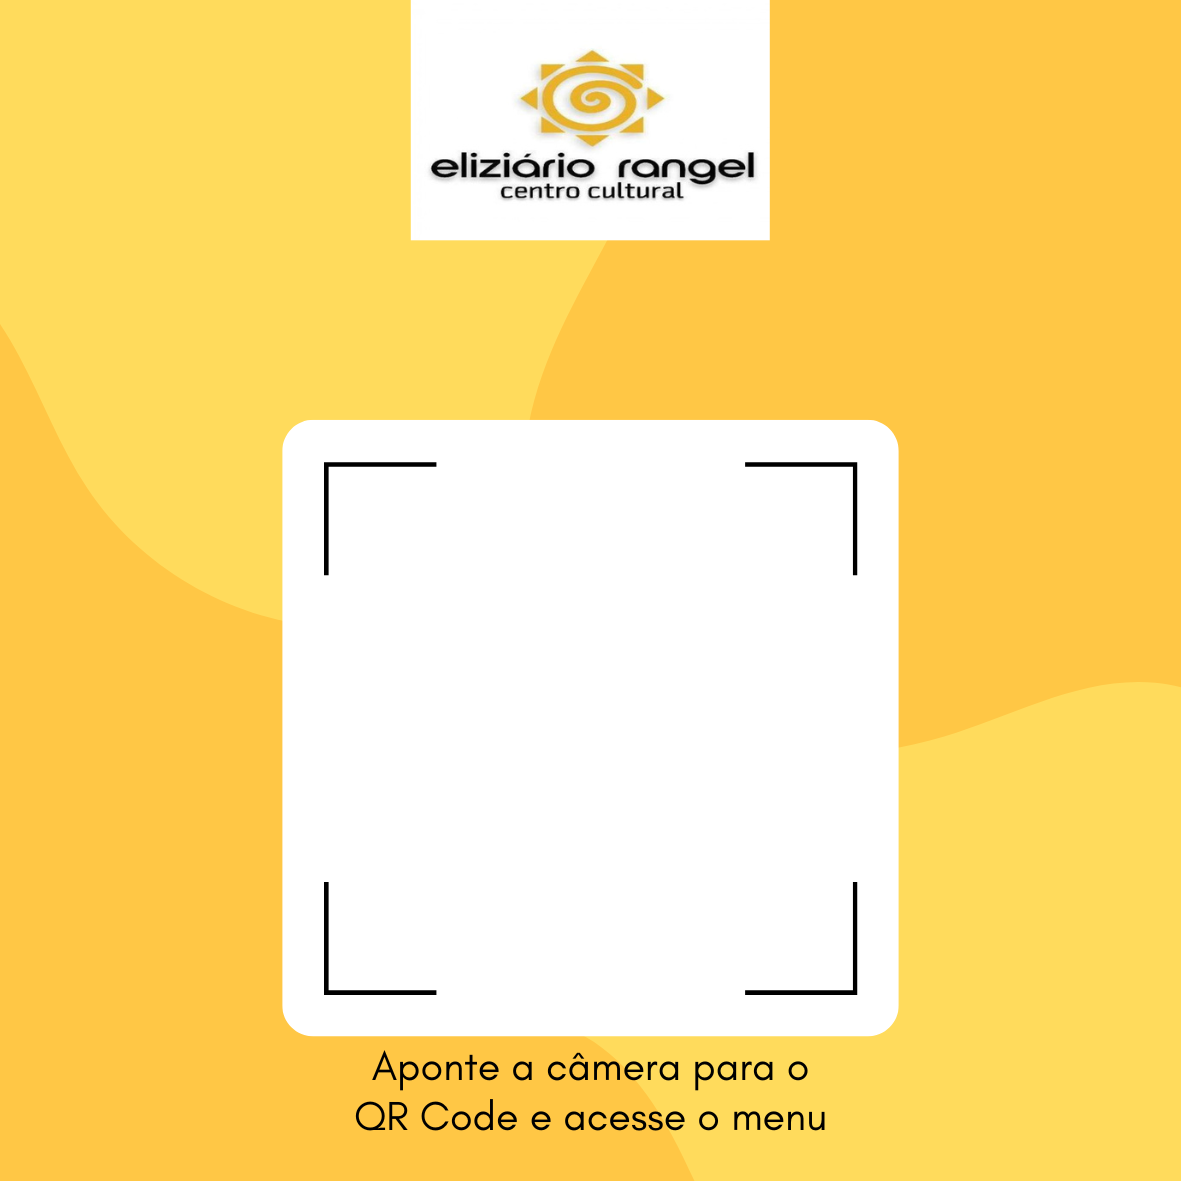 eliziário rangel
centro cultural
Aponte a câmera para o
QR Code e acesse o menu